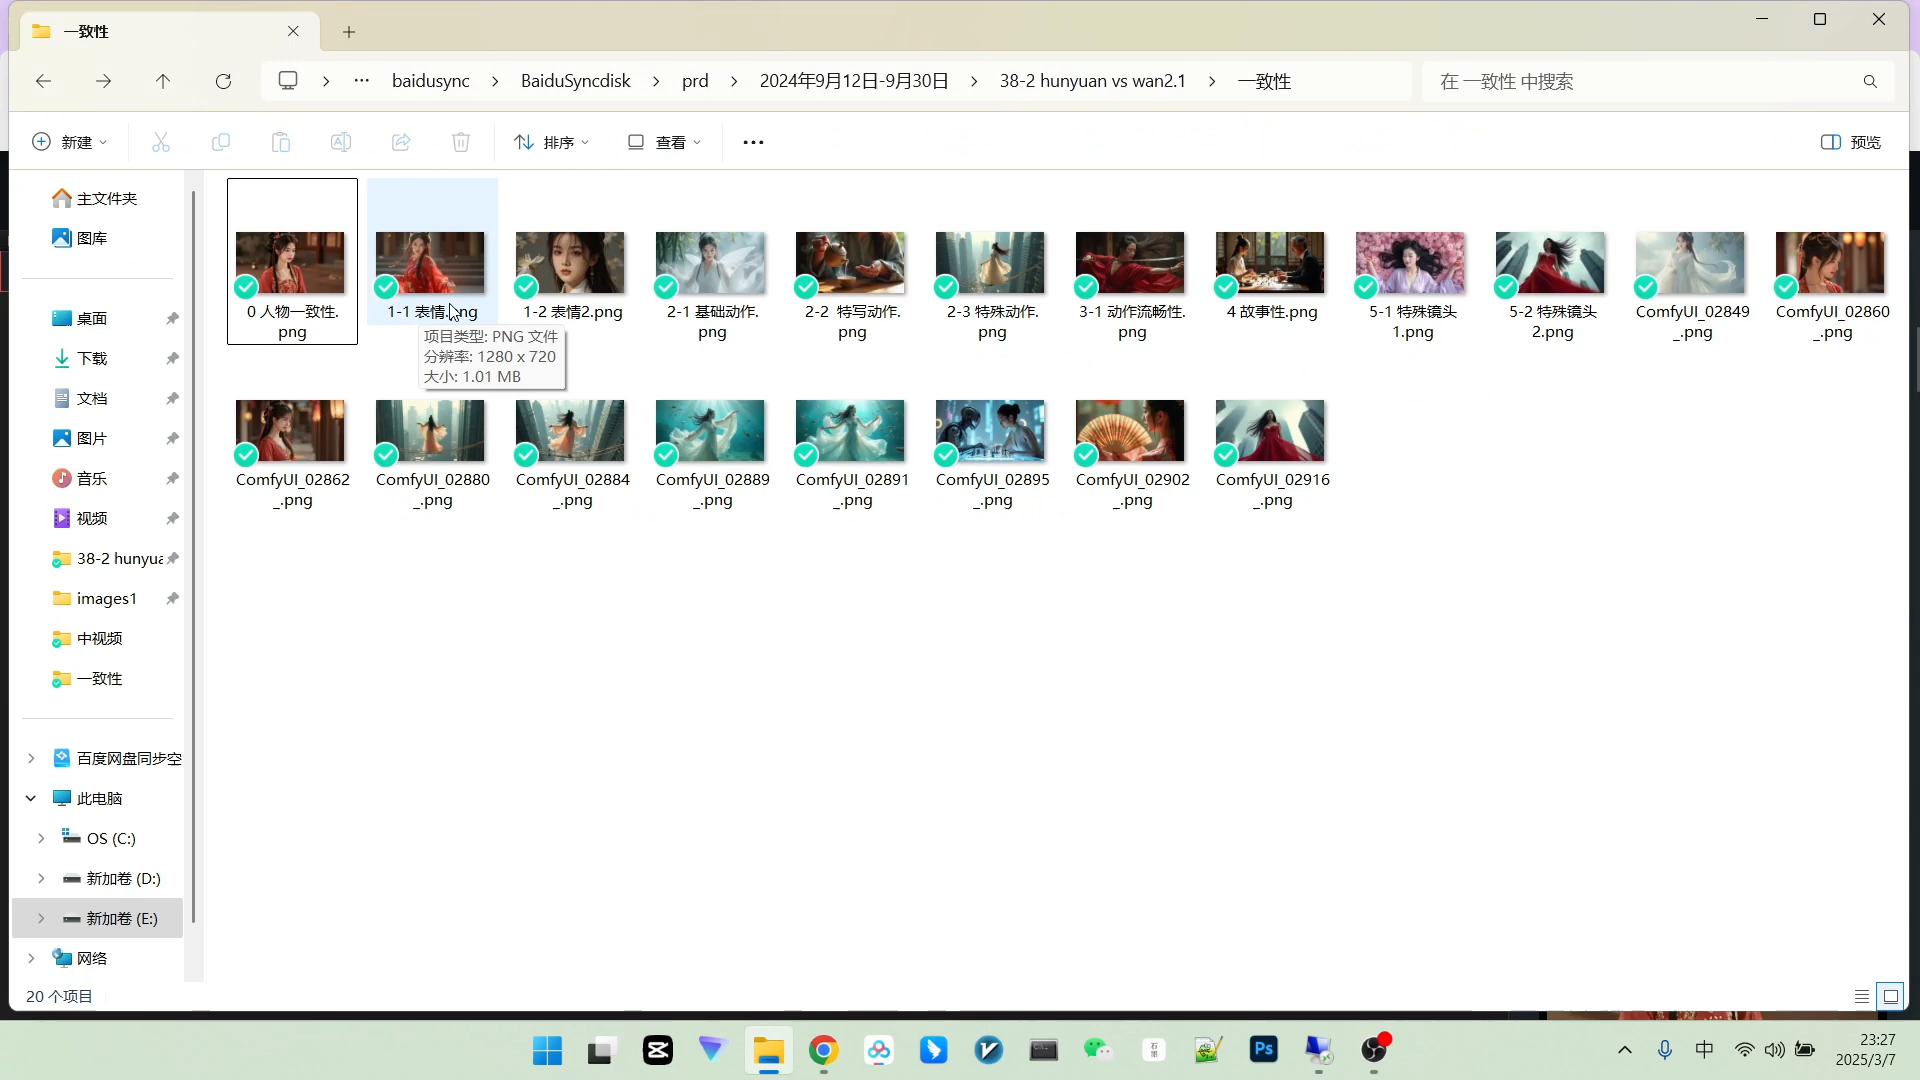 一致性
baidusync
BaiduSyncdisk
prd
2024年9月12日-9月30日
38-2 hunyuan vs wan2.1
一致性
在 一致性 中搜索
新建
排序
查看
预览
主文件夹
图库
桌面
下载
文档
图片
音乐
视频
38-2 hunyua
images1
中视频
一致性
百度网盘同步空
此电脑
OS (C:)
新加卷 (D:)
新加卷 (E:)
网络
0 人物一致性.
png
1-1 表情.png
1-2 表情2.png
2-1 基础动作.
png
2-2 特写动作.
png
2-3 特殊动作.
png
3-1 动作流畅性.
png
4 故事性.png
5-1 特殊镜头
1.png
5-2 特殊镜头
2.png
ComfyUI_02849
_.png
ComfyUI_02860
_.png
项目类型: PNG 文件
分辨率: 1280 x 720
大小: 1.01 MB
ComfyUI_02862
_.png
ComfyUI_02880
_.png
ComfyUI_02884
_.png
ComfyUI_02889
_.png
ComfyUI_02891
_.png
ComfyUI_02895
_.png
ComfyUI_02902
_.png
ComfyUI_02916
_.png
20 个项目
石
墨
Ps
中
23:27
2025/3/7